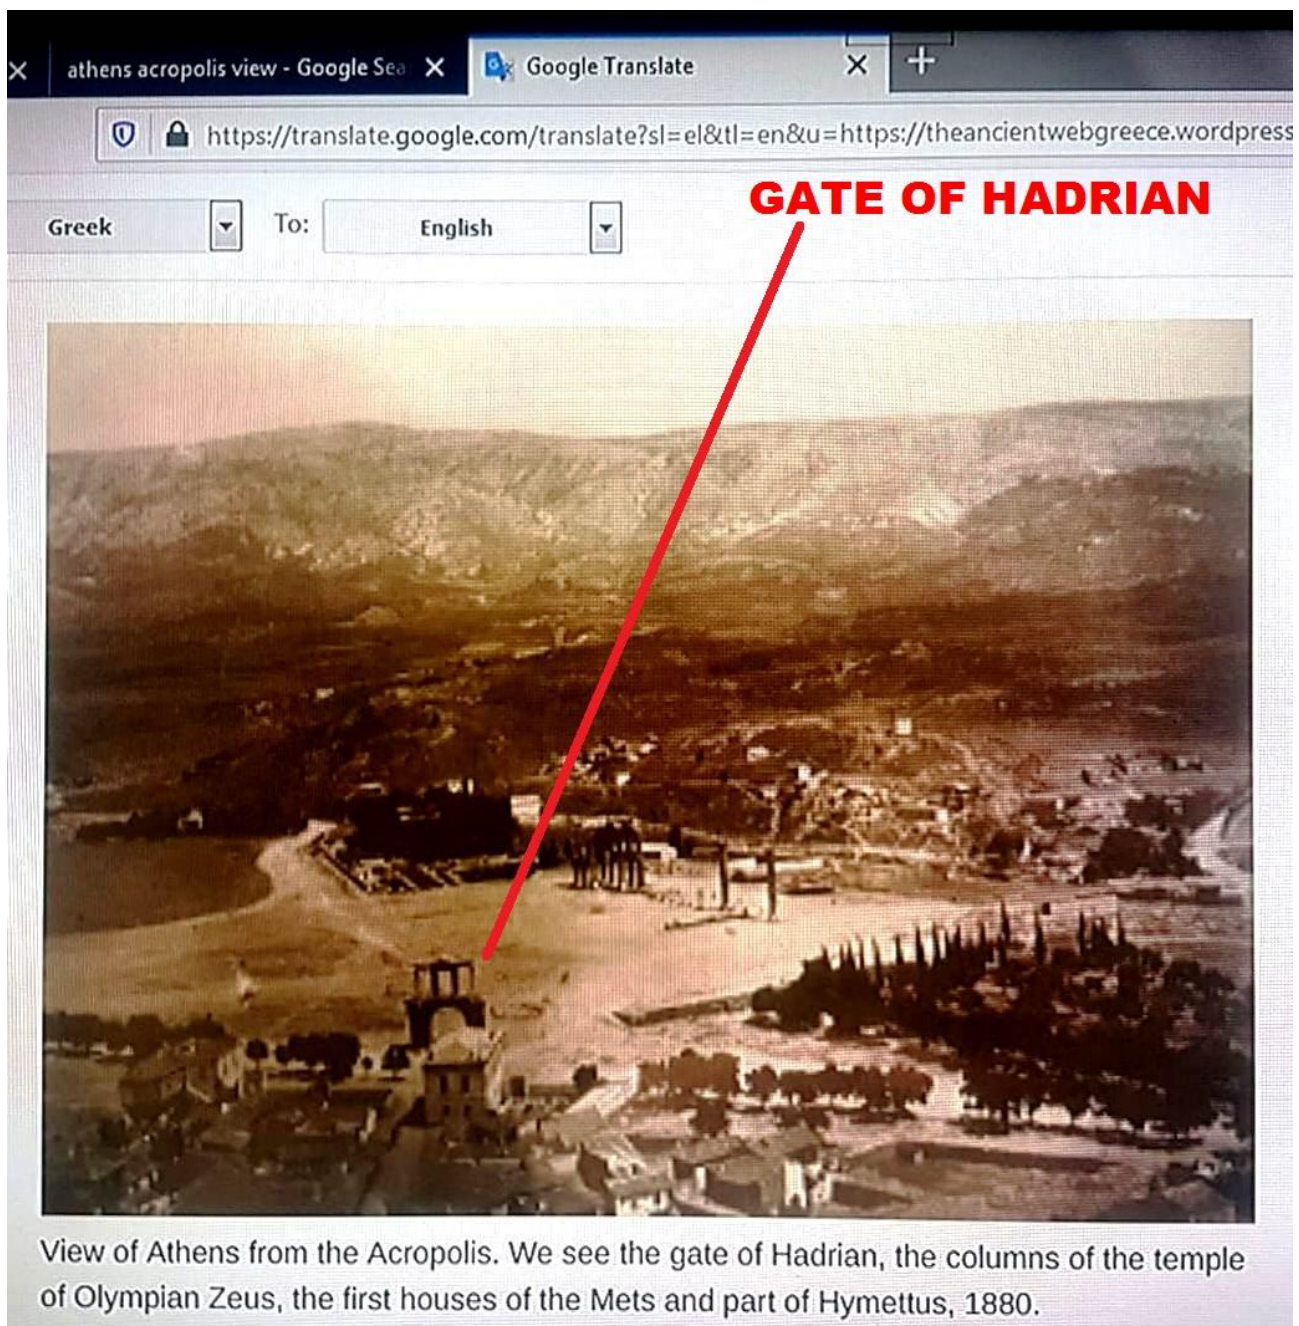 athens acropolis view - Google Sea
Google Translate
https://translate.google.com/translate?sl=el&tl=en&u=https://theancientwebgreece.wordpress
GATE OF HADRIAN
Greek To: English
View of Athens from the Acropolis. We see the gate of Hadrian, the columns of the temple
of Olympian Zeus, the first houses of the Mets and part of Hymettus, 1880.